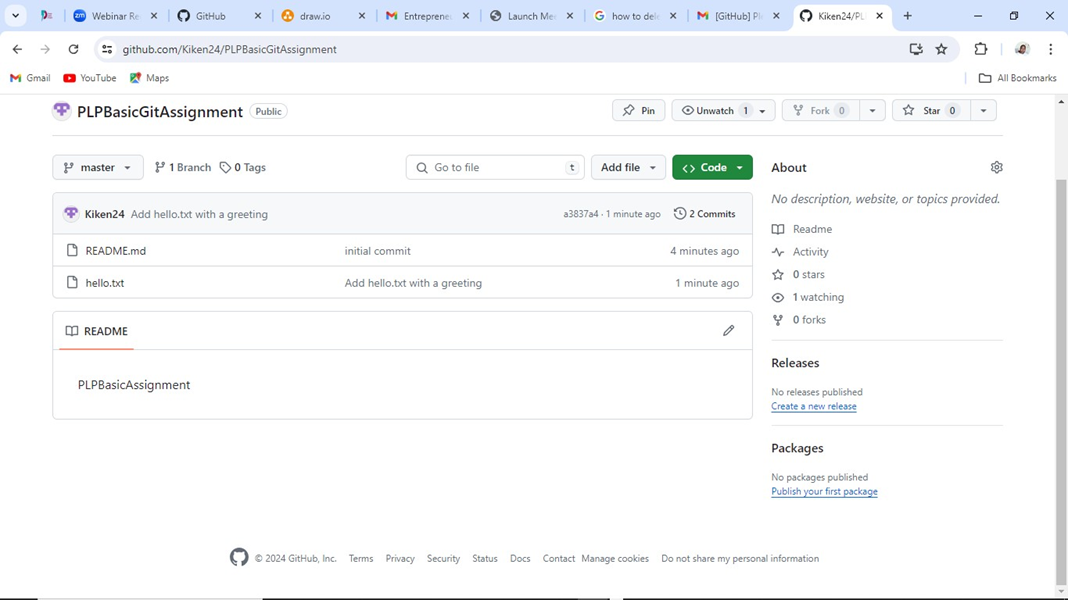 Webinar Re
GitHub
draw.io
Entreprene
Launch Me
how to del
[GitHub] Pl
Kiken24/PL
github.com/Kiken24/PLPBasicGitAssignment
Gmail YouTube Maps All Bookmarks
PLPBasicGitAssignment Public
Pin Unwatch 1 Fork 0 Star 0
master 1 Branch 0 Tags Go to file t Add file Code
Kiken24 Add hello.txt with a greeting a3837a4 · 1 minute ago 2 Commits
README.md initial commit 4 minutes ago
hello.txt Add hello.txt with a greeting 1 minute ago
README
PLPBasicAssignment
About
No description, website, or topics provided.
Readme
Activity
0 stars
1 watching
0 forks
Releases
No releases published
Create a new release
Packages
No packages published
Publish your first package
© 2024 GitHub, Inc. Terms Privacy Security Status Docs Contact Manage cookies Do not share my personal information